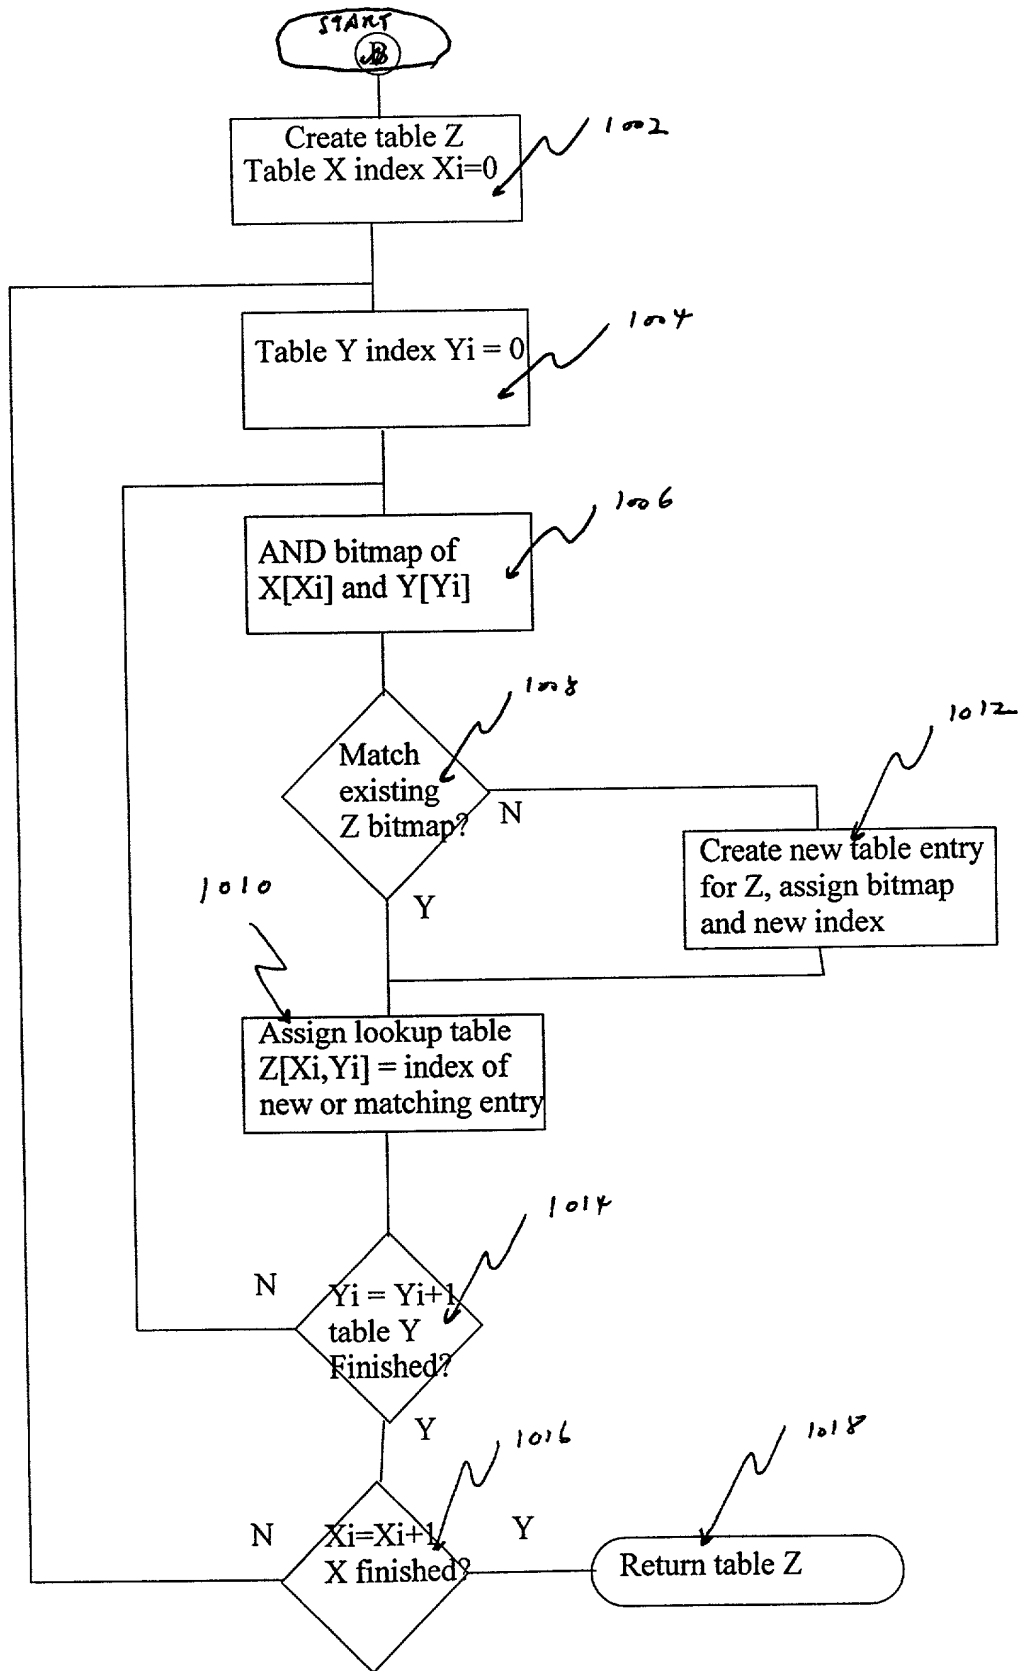 START
Create table Z
Table X index Xi=0
1002
Table Y index Yi = 0
1004
AND bitmap of
X[Xi] and Y[Yi]
1006
Match
existing
Z bitmap?
1008
N
Y
Create new table entry
for Z, assign bitmap
and new index
1012
1010
Assign lookup table
Z[Xi,Yi] = index of
new or matching entry
N
Yi = Yi+1
table Y
Finished?
1014
Y
N
Xi=Xi+1
X finished?
1016
Y
Return table Z
1018